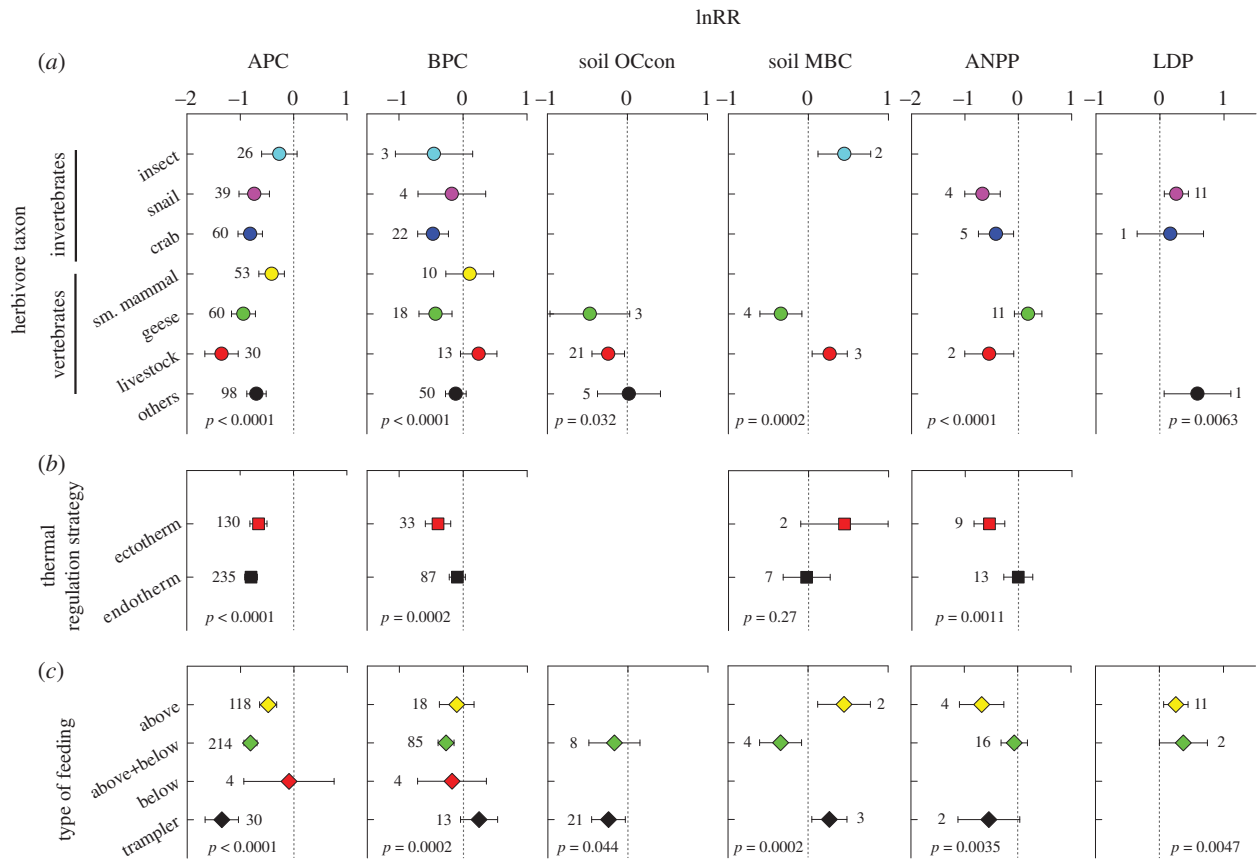 lnRR
(a) APC BPC soil OCcon soil MBC ANPP LDP
−2 −1 0 1 −1 0 1 −1 0 1 −1 0 1 −2 −1 0 1 −1 0 1
herbivore taxon
invertebrates
vertebrates
insect 26 3 2
snail 39 4 4 11
crab 60 22 5 1
sm. mammal 53 10
geese 60 18 3 4 11
livestock 30 13 21 3 2
others 98 50 5 1
p < 0.0001 p < 0.0001 p = 0.032 p = 0.0002 p < 0.0001 p = 0.0063
(b)
thermal
regulation strategy
ectotherm 130 33 2 9
endotherm 235 87 7 13
p < 0.0001 p = 0.0002 p = 0.27 p = 0.0011
(c)
type of feeding
above 118 18 2 4 11
above+below 214 85 8 4 16 2
below 4 4
trampler 30 13 21 3 2
p < 0.0001 p = 0.0002 p = 0.044 p = 0.0002 p = 0.0035 p = 0.0047